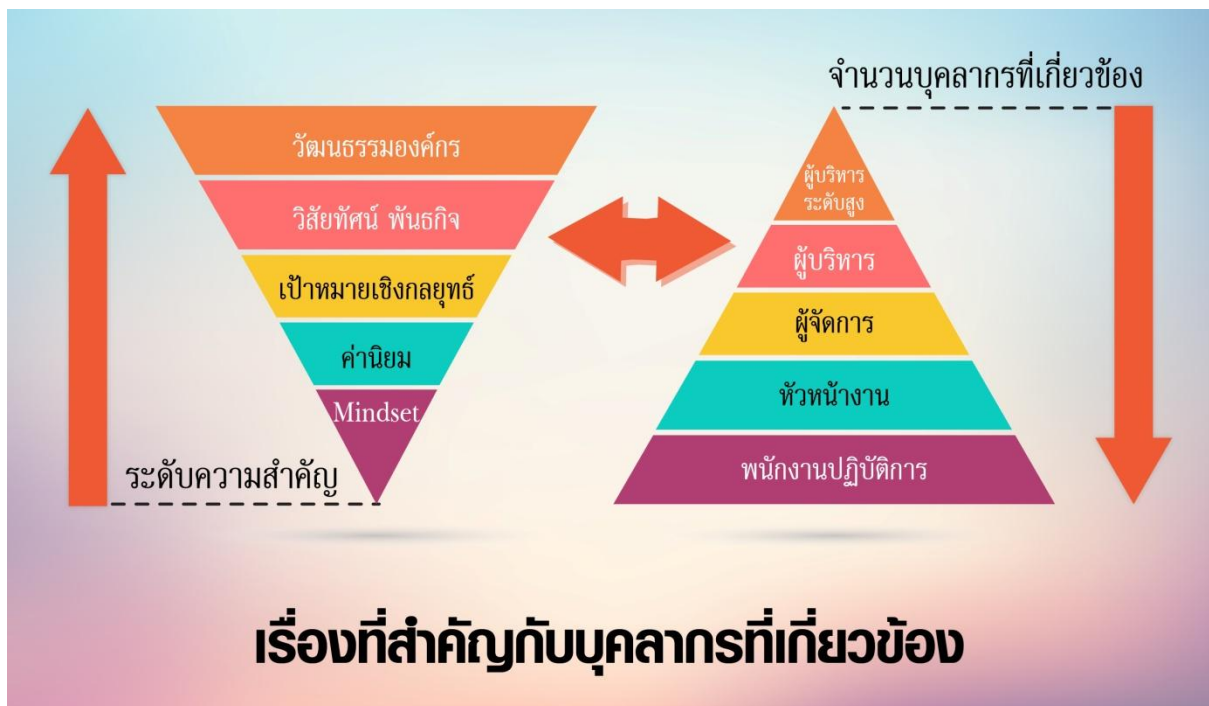 จำนวนบุคลากรที่เกี่ยวข้อง
วัฒนธรรมองค์กร
วิสัยทัศน์ พันธกิจ
เป้าหมายเชิงกลยุทธ์
ค่านิยม
Mindset
ระดับความสำคัญ
ผู้บริหาร
ระดับสูง
ผู้บริหาร
ผู้จัดการ
หัวหน้างาน
พนักงานปฏิบัติการ
เรื่องที่สำคัญกับบุคลากรที่เกี่ยวข้อง